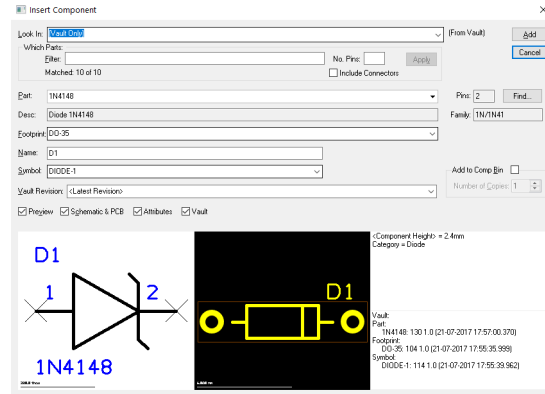 Insert Component
Look In: [Vault Only] (From Vault) Add
Which Parts:
Filter: No. Pins: Apply Cancel
Matched: 10 of 10 Include Connectors
Part: 1N4148 Pins: 2 Find...
Desc: Diode 1N4148 Family: 1N/1N41
Footprint: DO-35
Name: D1
Symbol: DIODE-1 Add to Comp Bin
Vault Revision: <Latest Revision> Number of Copies: 1
Preview Schematic & PCB Attributes Vault
D1
1 2
1N4148
D1
<Component Height> = 2.4mm
Category = Diode
Vault:
Part:
1N4148: 130 1.0 (21-07-2017 17:57:00.370)
Footprint:
DO-35: 104 1.0 (21-07-2017 17:55:35.999)
Symbol:
DIODE-1: 114 1.0 (21-07-2017 17:55:39.962)